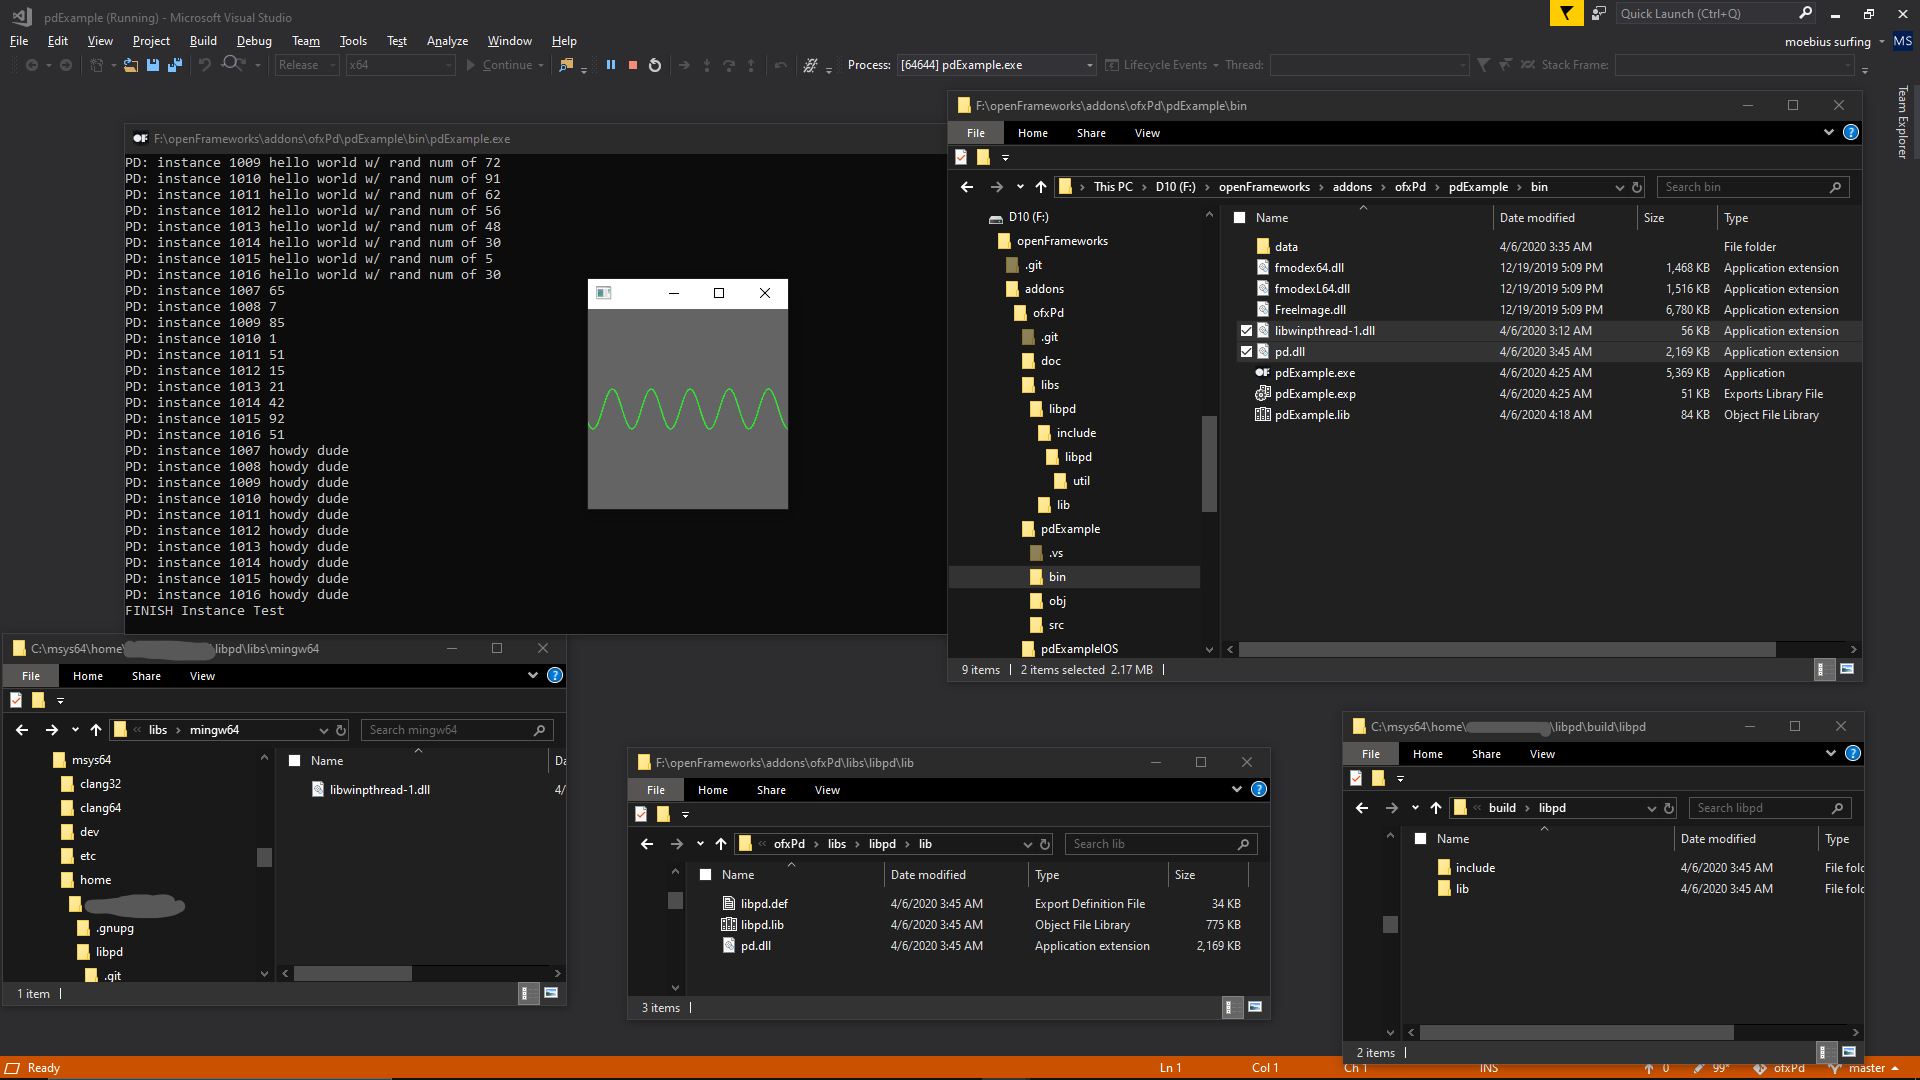 pdExample (Running) - Microsoft Visual Studio
Quick Launch (Ctrl+Q)
File Edit View Project Build Debug Team Tools Test Analyze Window Help
moebius surfing MS
Release x64 Continue Process: [64644] pdExample.exe Lifecycle Events Thread: Stack Frame:
Team Explorer
F:\openFrameworks\addons\ofxPd\pdExample\bin\pdExample.exe
PD: instance 1009 hello world w/ rand num of 72
PD: instance 1010 hello world w/ rand num of 91
PD: instance 1011 hello world w/ rand num of 62
PD: instance 1012 hello world w/ rand num of 56
PD: instance 1013 hello world w/ rand num of 48
PD: instance 1014 hello world w/ rand num of 30
PD: instance 1015 hello world w/ rand num of 5
PD: instance 1016 hello world w/ rand num of 30
PD: instance 1007 65
PD: instance 1008 7
PD: instance 1009 85
PD: instance 1010 1
PD: instance 1011 51
PD: instance 1012 15
PD: instance 1013 21
PD: instance 1014 42
PD: instance 1015 92
PD: instance 1016 51
PD: instance 1007 howdy dude
PD: instance 1008 howdy dude
PD: instance 1009 howdy dude
PD: instance 1010 howdy dude
PD: instance 1011 howdy dude
PD: instance 1012 howdy dude
PD: instance 1013 howdy dude
PD: instance 1014 howdy dude
PD: instance 1015 howdy dude
PD: instance 1016 howdy dude
FINISH Instance Test
F:\openFrameworks\addons\ofxPd\pdExample\bin
File Home Share View
This PC D10 (F:) openFrameworks addons ofxPd pdExample bin
Search bin
D10 (F:)
openFrameworks
.git
addons
ofxPd
.git
doc
libs
libpd
include
libpd
util
lib
pdExample
.vs
bin
obj
src
pdExampleIOS
Name Date modified Size Type
data 4/6/2020 3:35 AM File folder
fmodex64.dll 12/19/2019 5:09 PM 1,468 KB Application extension
fmodexL64.dll 12/19/2019 5:09 PM 1,516 KB Application extension
FreeImage.dll 12/19/2019 5:09 PM 6,780 KB Application extension
libwinpthread-1.dll 4/6/2020 3:12 AM 56 KB Application extension
pd.dll 4/6/2020 3:45 AM 2,169 KB Application extension
pdExample.exe 4/6/2020 4:25 AM 5,369 KB Application
pdExample.exp 4/6/2020 4:25 AM 51 KB Exports Library File
pdExample.lib 4/6/2020 4:18 AM 84 KB Object File Library
9 items 2 items selected 2.17 MB
C:\msys64\home\ libpd\libs\mingw64
File Home Share View
libs mingw64
Search mingw64
msys64
clang32
clang64
dev
etc
home
.gnupg
libpd
.git
Name Da
libwinpthread-1.dll 4/
1 item
F:\openFrameworks\addons\ofxPd\libs\libpd\lib
File Home Share View
ofxPd libs libpd lib
Search lib
Name Date modified Type Size
libpd.def 4/6/2020 3:45 AM Export Definition File 34 KB
libpd.lib 4/6/2020 3:45 AM Object File Library 775 KB
pd.dll 4/6/2020 3:45 AM Application extension 2,169 KB
3 items
C:\msys64\home\ \libpd\build\libpd
File Home Share View
build libpd
Search libpd
Name Date modified Type
include 4/6/2020 3:45 AM File fold
lib 4/6/2020 3:45 AM File fold
2 items
Ready Ln 1 Col 1 Ch 1 INS 0 99* ofxPd master